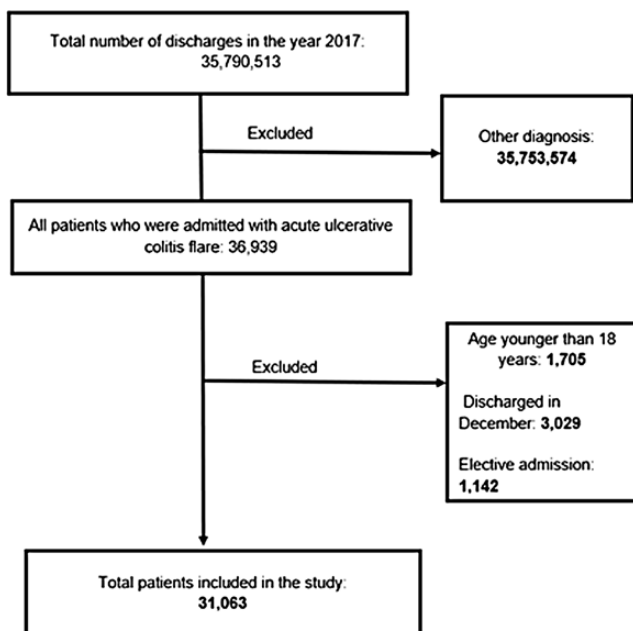 Total number of discharges in the year 2017:
35,790,513
Excluded
Other diagnosis:
35,753,574
All patients who were admitted with acute ulcerative
colitis flare: 36,939
Excluded
Age younger than 18
years: 1,705
Discharged in
December: 3,029
Elective admission:
1,142
Total patients included in the study:
31,063